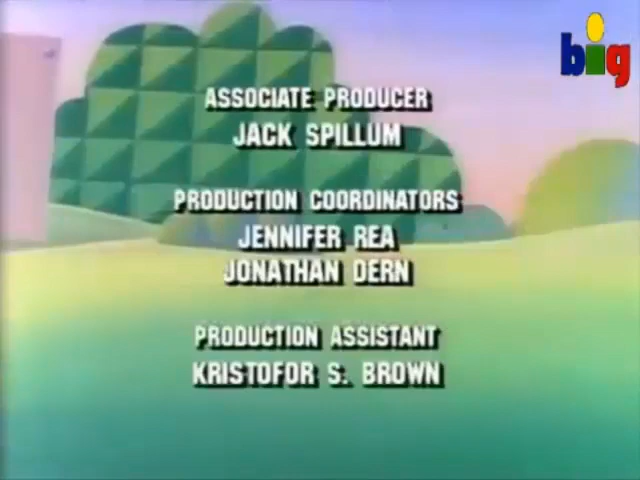 big
ASSOCIATE PRODUCER
JACK SPILLUM
PRODUCTION COORDINATORS
JENNIFER REA
JONATHAN DERN
PRODUCTION ASSISTANT
KRISTOFOR S. BROWN